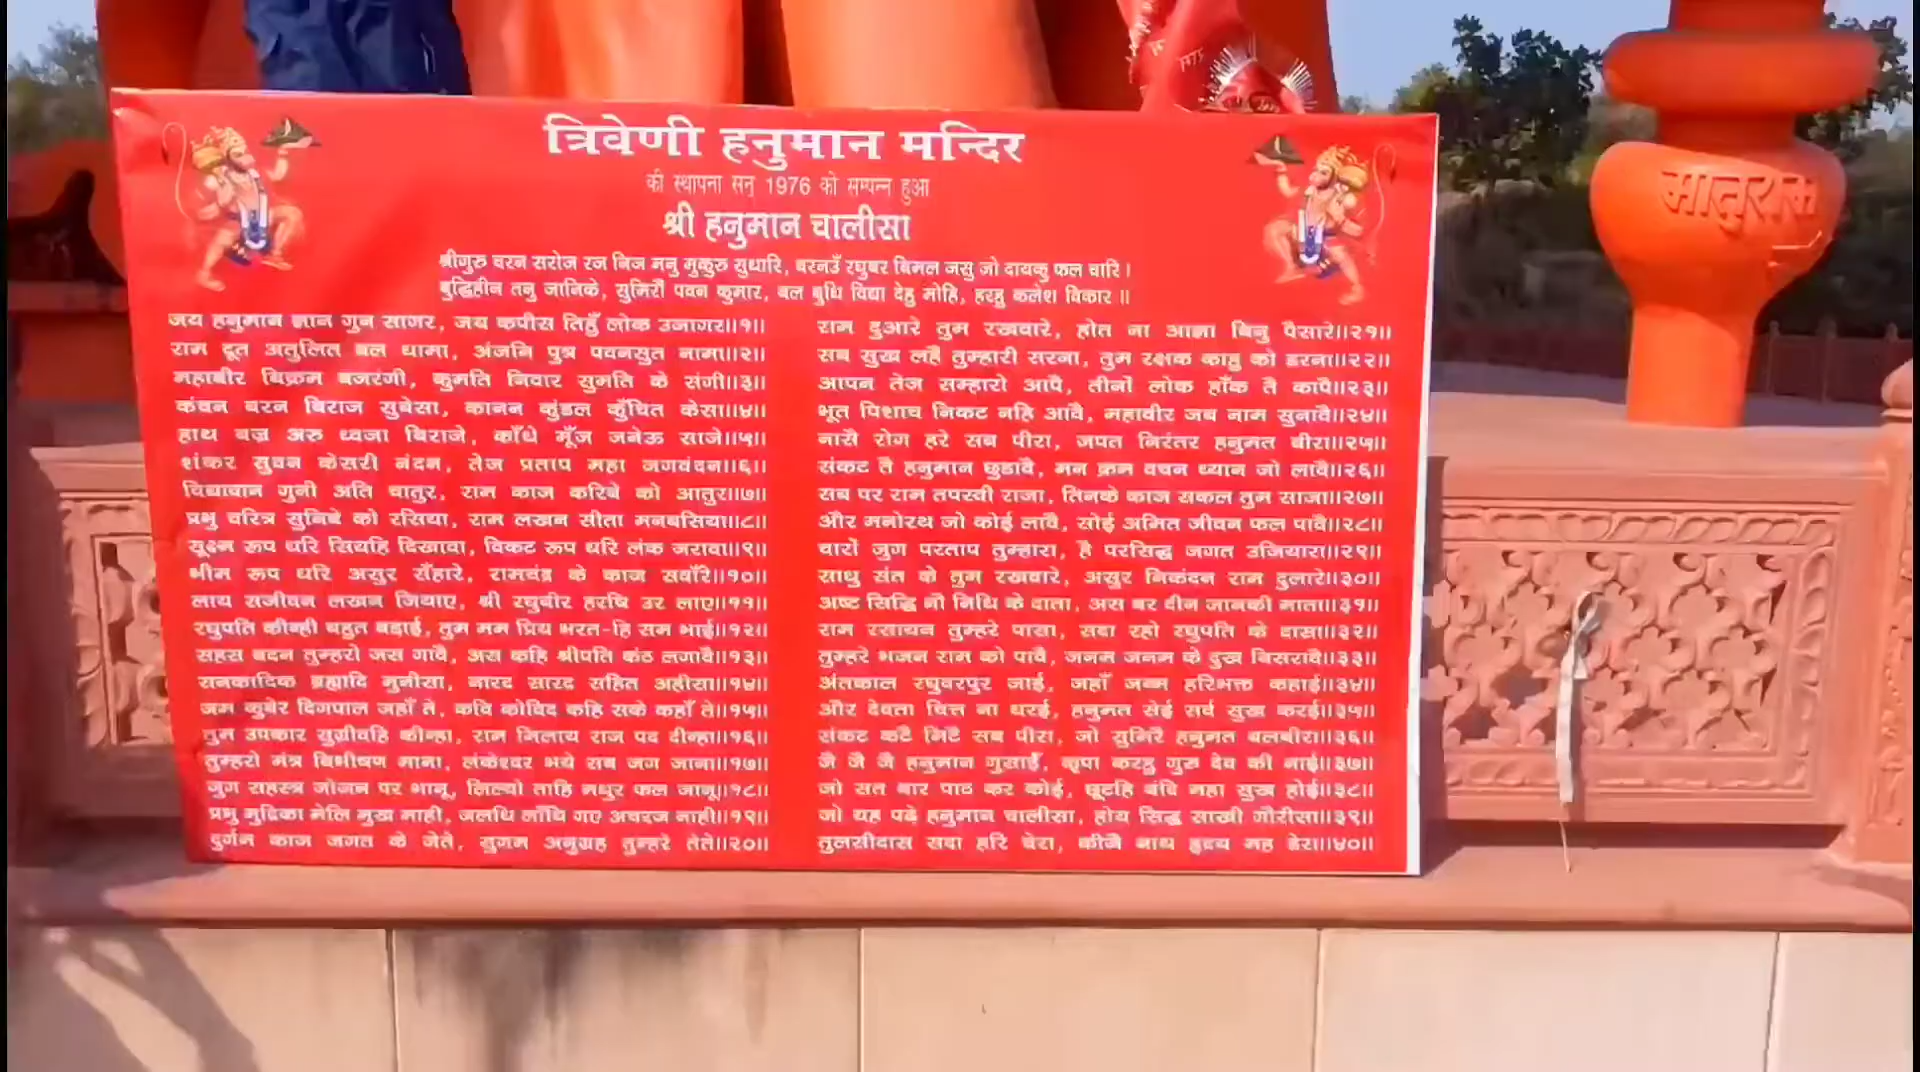 त्रिवेणी हनुमान मन्दिर
की स्थापना सन् 1976 को सम्पन्न हुआ
श्री हनुमान चालीसा
श्रीगुरु चरन सरोज रज निज मनु मुकुरु सुधारि, बरनउँ रघुबर बिमल जसु जो दायकु फल चारि ।
बुद्धिहीन तनु जानिके, सुमिरौं पवन कुमार, बल बुधि विद्या देहु मोहि, हरहु कलेश विकार ॥
जय हनुमान ज्ञान गुन सागर, जय कपीस तिहुँ लोक उजागर॥१॥
राम दूत अतुलित बल धामा, अंजनि पुत्र पवनसुत नामा॥२॥
महाबीर बिक्रम बजरंगी, कुमति निवार सुमति के संगी॥३॥
कंचन बरन बिराज सुबेसा, कानन कुंडल कुँचित केसा॥४॥
हाथ बज्र अरु ध्वजा बिराजे, काँधे मूँज जनेऊ साजे॥५॥
शंकर सुवन केसरी नंदन, तेज प्रताप महा जगवंदन॥६॥
विद्यावान गुनी अति चातुर, राम काज करिबे को आतुर॥७॥
प्रभु चरित्र सुनिबे को रसिया, राम लखन सीता मनबसिया॥८॥
सूक्ष्म रूप धरि सियहि दिखावा, विकट रूप धरि लंक जरावा॥९॥
भीम रूप धरि असुर सँहारे, रामचंद्र के काज सवाँरे॥१०॥
लाय सजीवन लखन जियाए, श्री रघुबीर हरषि उर लाए॥११॥
रघुपति कीन्ही बहुत बड़ाई, तुम मम प्रिय भरत-हि सम भाई॥१२॥
सहस बदन तुम्हरो जस गावै, अस कहि श्रीपति कंठ लगावै॥१३॥
सनकादिक ब्रह्मादि मुनीसा, नारद सारद सहित अहीसा॥१४॥
जम कुबेर दिगपाल जहाँ ते, कवि कोविद कहि सके कहाँ ते॥१५॥
तुम उपकार सुग्रीवहि कीन्हा, राम मिलाय राज पद दीन्हा॥१६॥
तुम्हरो मंत्र बिभीषण माना, लंकेश्वर भये सब जग जाना॥१७॥
जुग सहस्त्र जोजन पर भानू, लिल्यो ताहि मधुर फल जानू॥१८॥
प्रभु मुद्रिका मेलि मुख माही, जलधि लाँघि गए अचरज नाही॥१९॥
दुर्गम काज जगत के जेते, सुगम अनुग्रह तुम्हरे तेते॥२०॥
राम दुआरे तुम रखवारे, होत ना आज्ञा बिनु पैसारे॥२१॥
सब सुख लहै तुम्हारी सरना, तुम रक्षक काहु को डरना॥२२॥
आपन तेज सम्हारो आपै, तीनों लोक हाँक तै कापै॥२३॥
भूत पिशाच निकट नहि आवै, महावीर जब नाम सुनावै॥२४॥
नासै रोग हरे सब पीरा, जपत निरंतर हनुमत बीरा॥२५॥
संकट तै हनुमान छुडावै, मन क्रम वचन ध्यान जो लावै॥२६॥
सब पर राम तपस्वी राजा, तिनके काज सकल तुम साजा॥२७॥
और मनोरथ जो कोई लावै, सोई अमित जीवन फल पावै॥२८॥
चारों जुग परताप तुम्हारा, है परसिद्ध जगत उजियारा॥२९॥
साधु संत के तुम रखवारे, असुर निकंदन राम दुलारे॥३०॥
अष्ट सिद्धि नौ निधि के दाता, अस बर दीन जानकी माता॥३१॥
राम रसायन तुम्हरे पासा, सदा रहो रघुपति के दासा॥३२॥
तुम्हरे भजन राम को पावै, जनम जनम के दुख बिसरावै॥३३॥
अंतकाल रघुवरपुर जाई, जहाँ जन्म हरिभक्त कहाई॥३४॥
और देवता चित्त ना धरई, हनुमत सेई सर्व सुख करई॥३५॥
संकट कटै मिटै सब पीरा, जो सुमिरै हनुमत बलबीरा॥३६॥
जै जै जै हनुमान गुसाईं, कृपा करहु गुरु देव की नाई॥३७॥
जो सत बार पाठ कर कोई, छूटहि बंधि महा सुख होई॥३८॥
जो यह पढ़े हनुमान चालीसा, होय सिद्ध साखी गौरीसा॥३९॥
तुलसीदास सदा हरि चेरा, कीजै नाथ हृदय मह डेरा॥४०॥